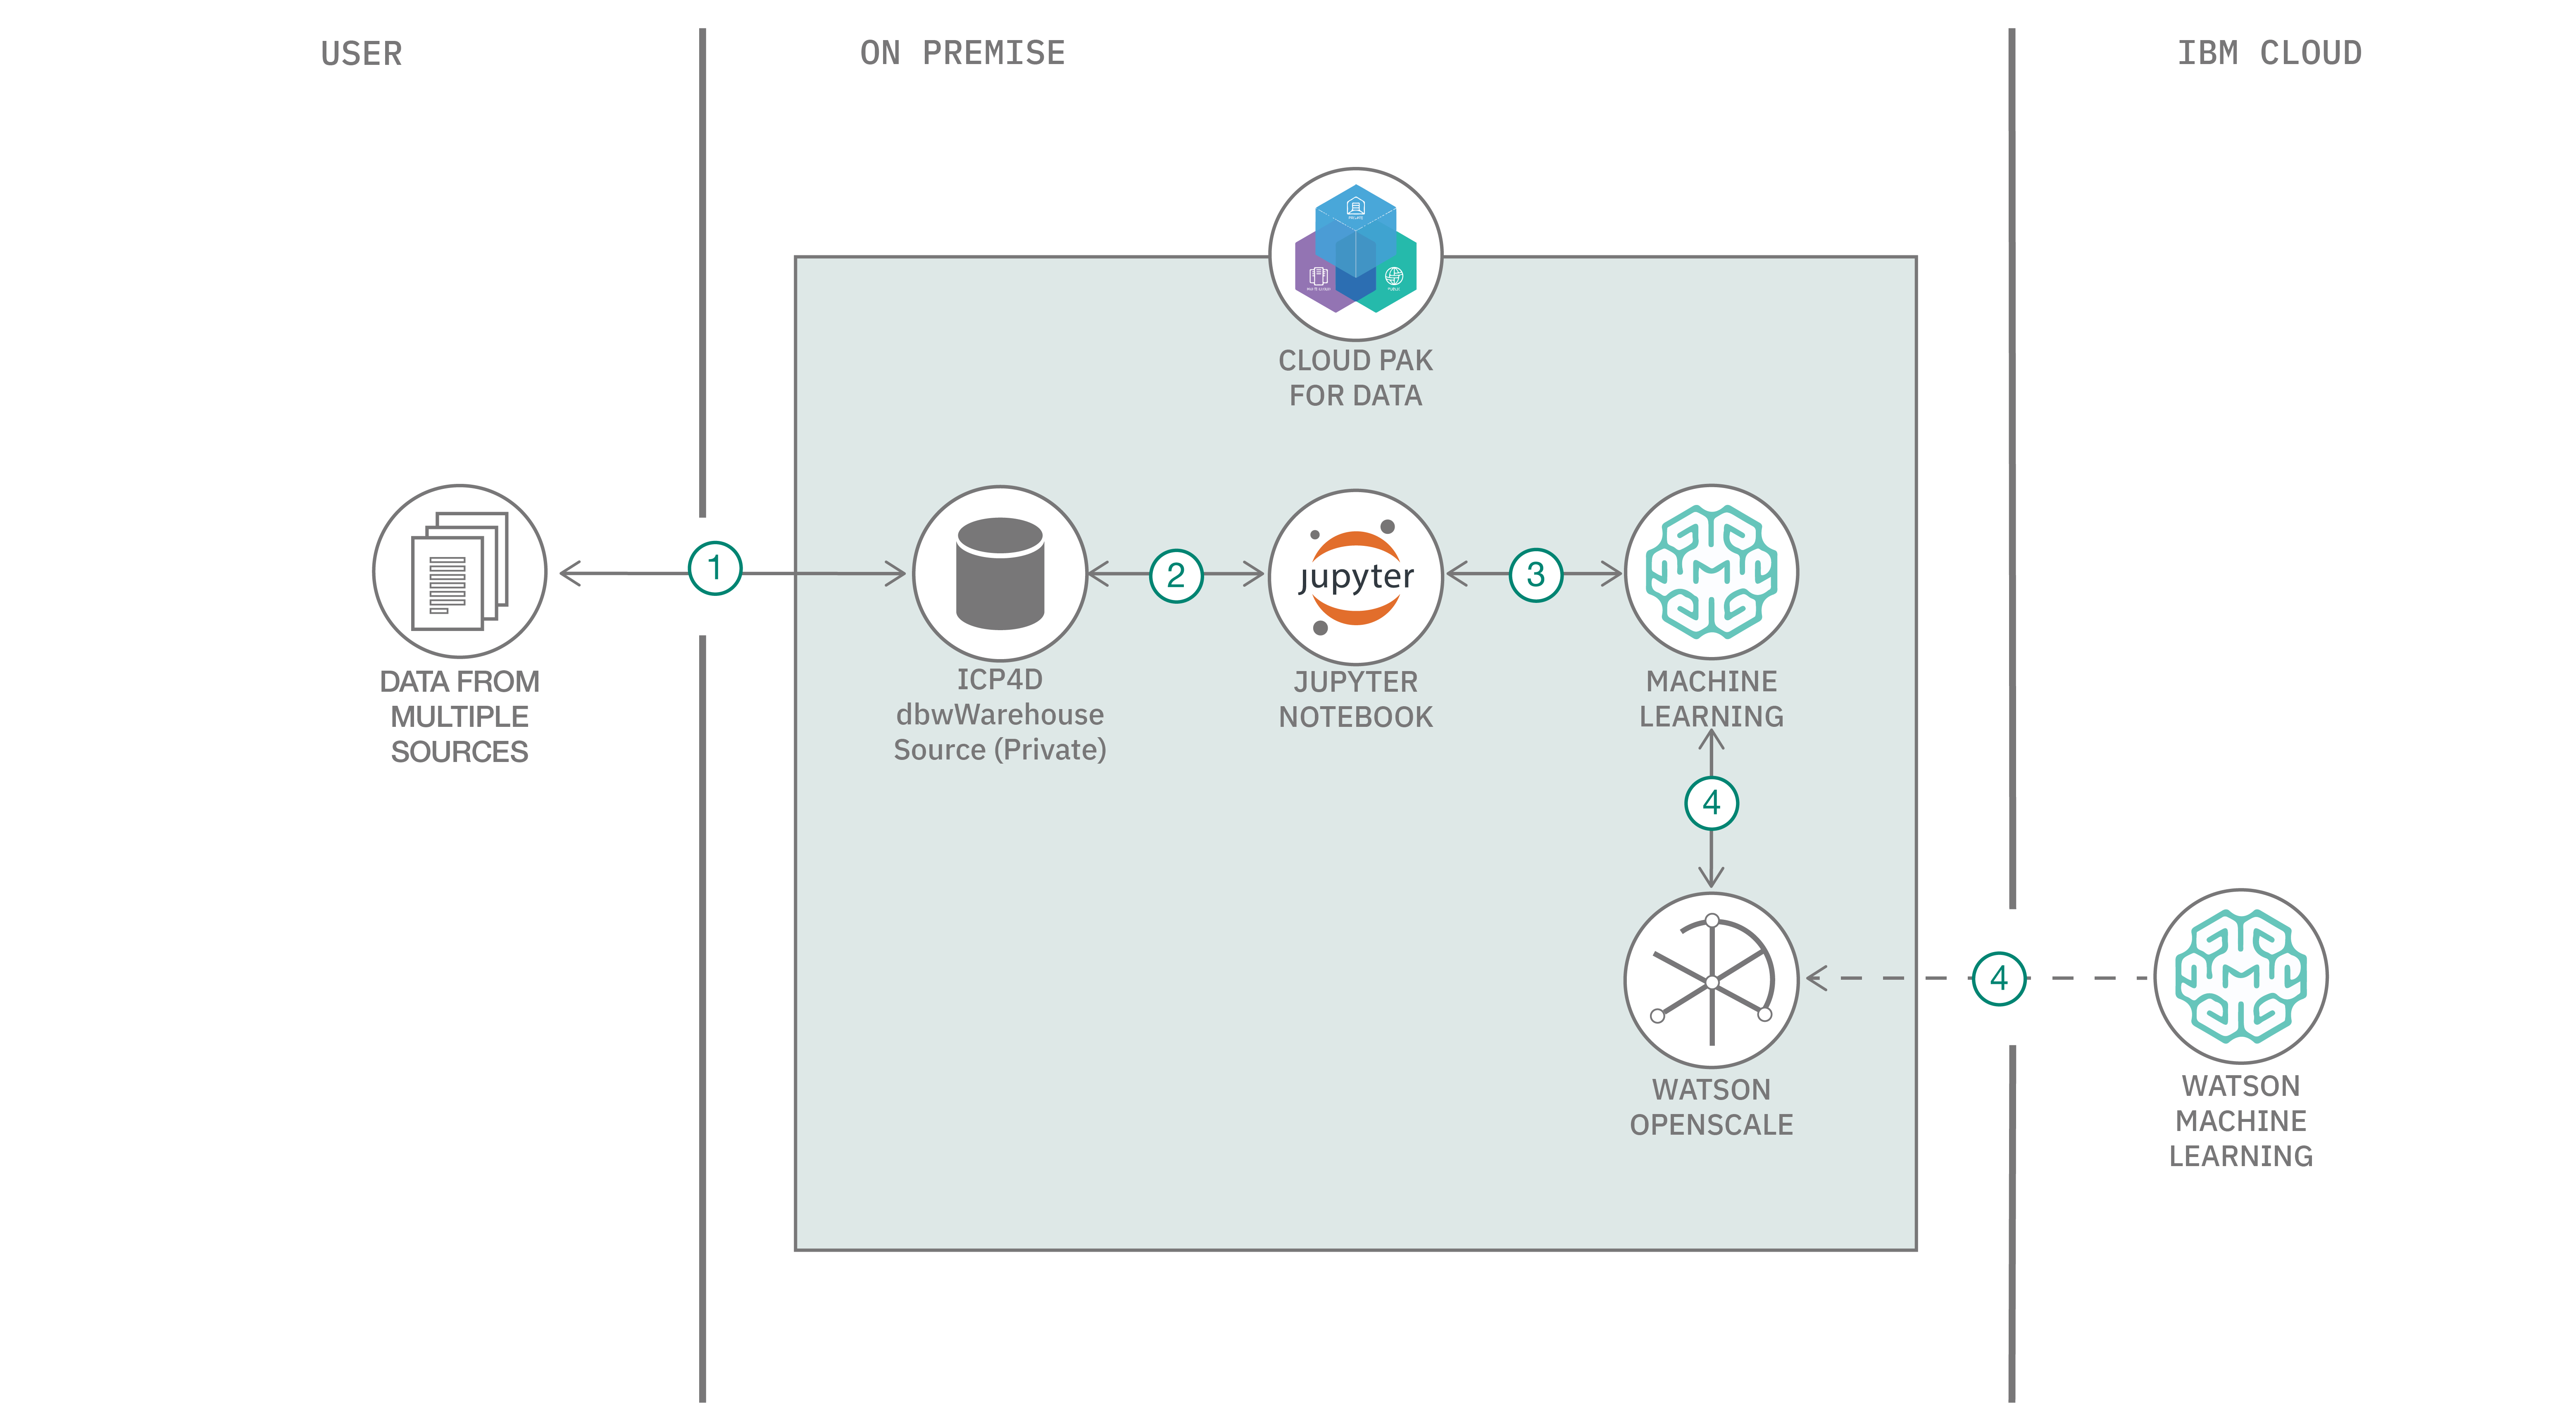 USER
ON PREMISE
IBM CLOUD
CLOUD PAK
FOR DATA
1
2
3
jupyter
DATA FROM
MULTIPLE
SOURCES
ICP4D
dbwWarehouse
Source (Private)
JUPYTER
NOTEBOOK
MACHINE
LEARNING
4
4
WATSON
OPENSCALE
WATSON
MACHINE
LEARNING